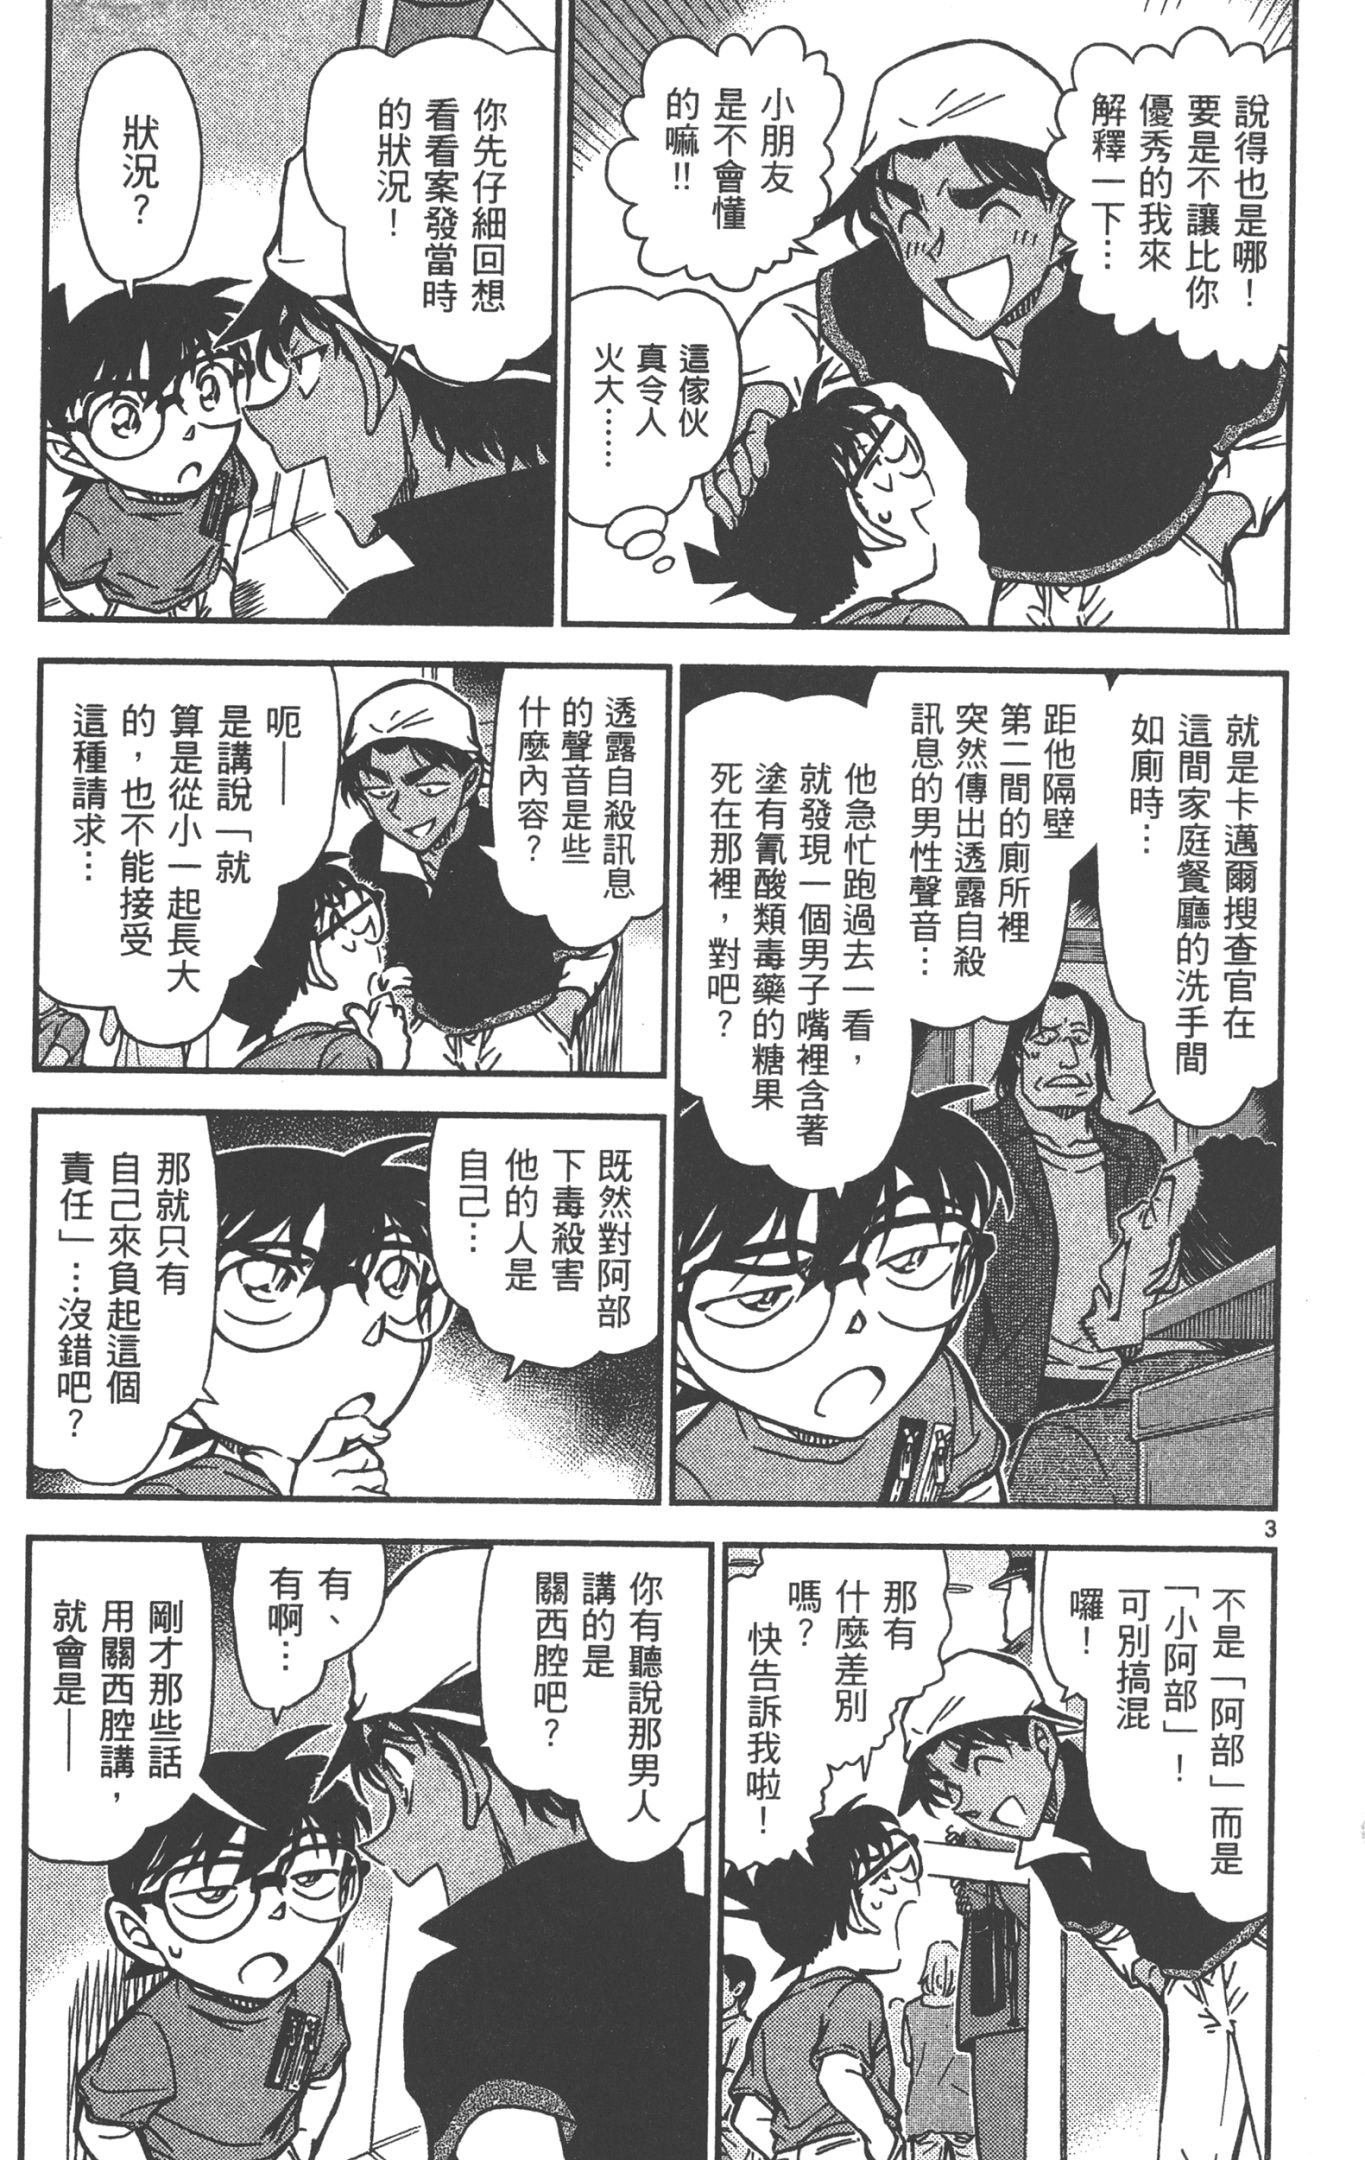 說得也是哪！
要是不讓比你
優秀的我來
解釋一下…
小朋友
是不會懂
的嘛!!
這傢伙
真令人
火大……
你先仔細回想
看看案發當時
的狀況！
狀況？
就是卡邁爾搜查官在
這間家庭餐廳的洗手間
如廁時…
距他隔壁
第二間的廁所裡
突然傳出透露自殺
訊息的男性聲音…
他急忙跑過去一看，
就發現一個男子嘴裡含著
塗有氰酸類毒藥的糖果
死在那裡，對吧？
透露自殺訊息
的聲音是些
什麼內容？
呃—
是講說「就
算是從小一起長大
的，也不能接受
這種請求…
既然對阿部
下毒殺害
他的人是
自己…
那就只有
自己來負起這個
責任」…沒錯吧？
3
不是「阿部」而是
「小阿部」！
可別搞混
囉！
那有
什麼差別
嗎？
快告訴我啦！
你有聽說那男人
講的是
關西腔吧？
有、
有啊…
剛才那些話
用關西腔講，
就會是—